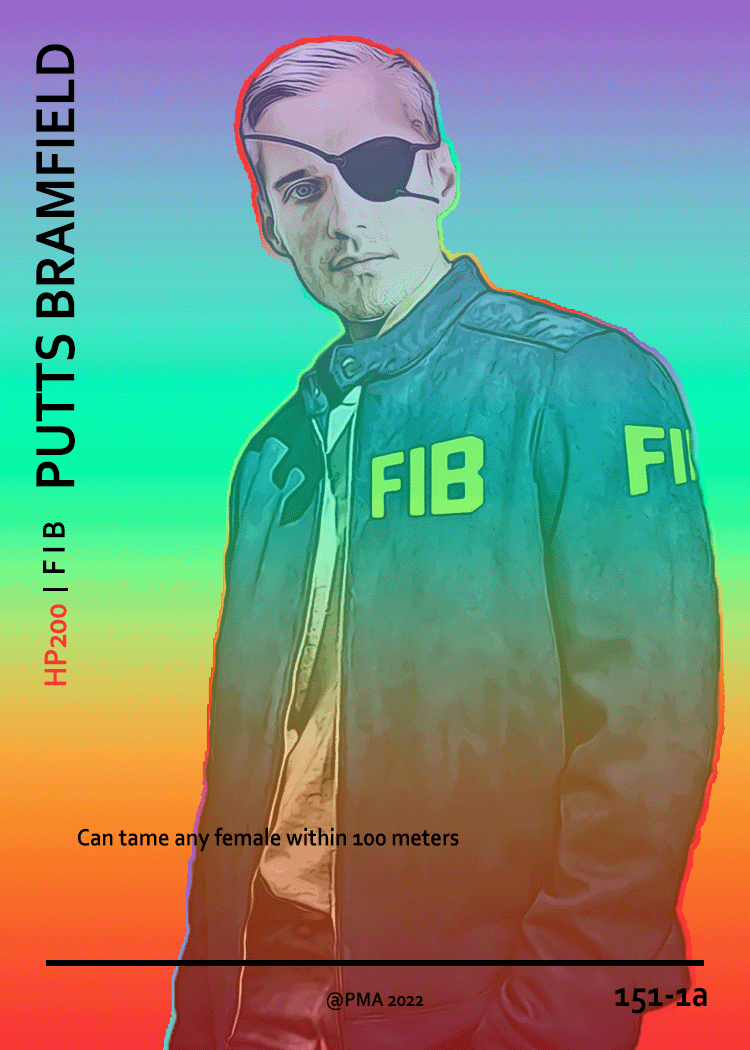 PUTTS BRAMFIELD
HP200 | FIB
FIB
FI
Can tame any female within 100 meters
@PMA 2022
151-1a